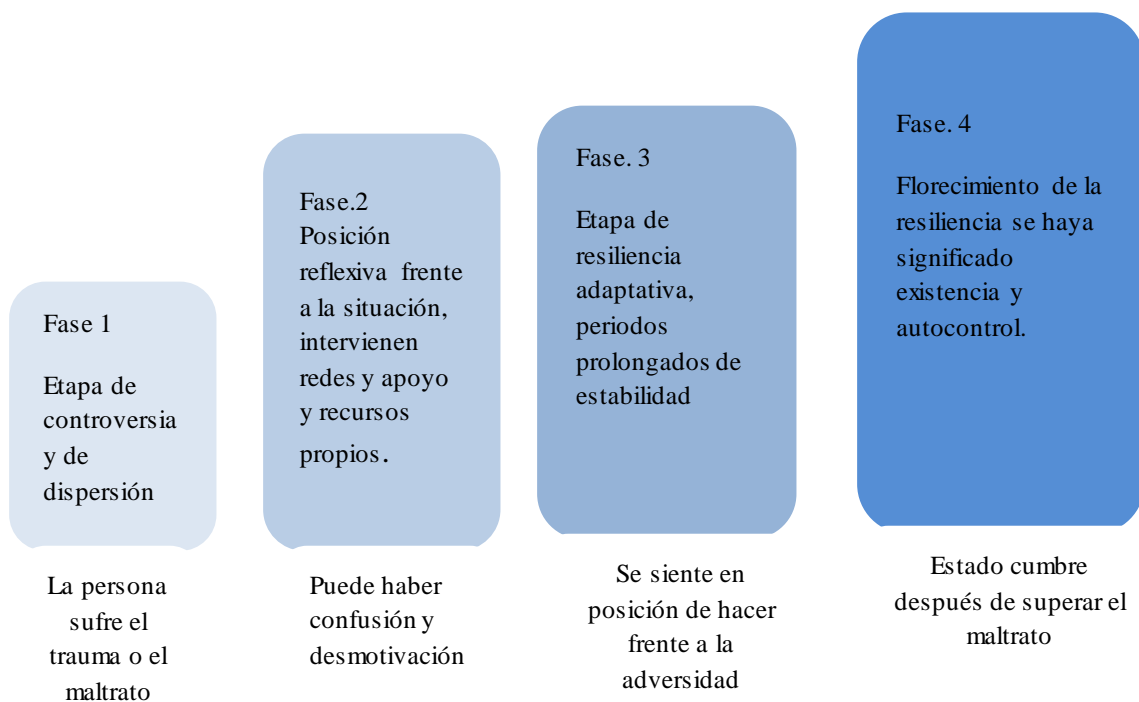 Fase 1
Etapa de
controversia
y de
dispersión
La persona
sufre el
trauma o el
maltrato
Fase.2
Posición
reflexiva frente
a la situación,
intervienen
redes y apoyo
y recursos
propios.
Puede haber
confusión y
desmotivación
Fase. 3
Etapa de
resiliencia
adaptativa,
periodos
prolongados de
estabilidad
Se siente en
posición de hacer
frente a la
adversidad
Fase. 4
Florecimiento de la
resiliencia se haya
significado
existencia y
autocontrol.
Estado cumbre
después de superar el
maltrato